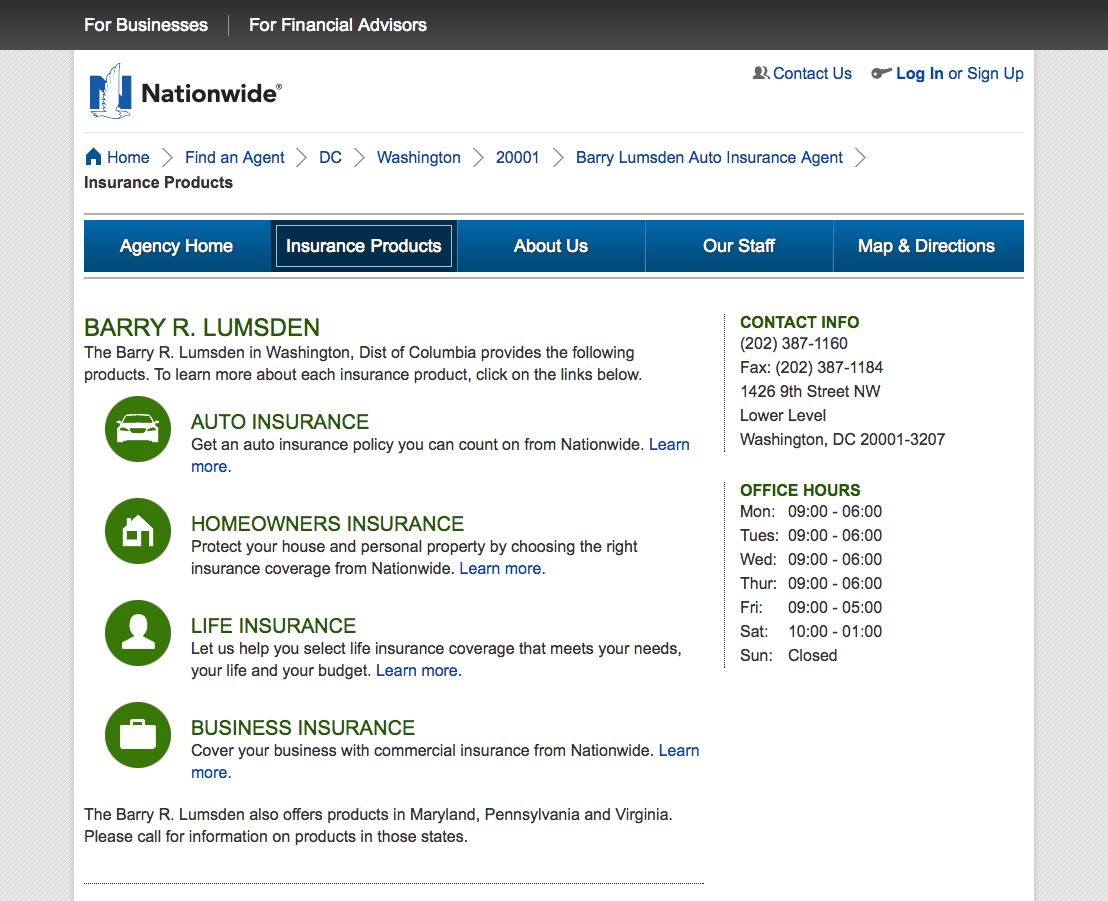 For Businesses
For Financial Advisors
Contact Us
Log In or Sign Up
Nationwide®
Home
Find an Agent
DC
Washington
20001
Barry Lumsden Auto Insurance Agent
Insurance Products
Agency Home
Insurance Products
About Us
Our Staff
Map & Directions
BARRY R. LUMSDEN
The Barry R. Lumsden in Washington, Dist of Columbia provides the following
products. To learn more about each insurance product, click on the links below.
AUTO INSURANCE
Get an auto insurance policy you can count on from Nationwide. Learn
more.
HOMEOWNERS INSURANCE
Protect your house and personal property by choosing the right
insurance coverage from Nationwide. Learn more.
LIFE INSURANCE
Let us help you select life insurance coverage that meets your needs,
your life and your budget. Learn more.
BUSINESS INSURANCE
Cover your business with commercial insurance from Nationwide. Learn
more.
The Barry R. Lumsden also offers products in Maryland, Pennsylvania and Virginia.
Please call for information on products in those states.
CONTACT INFO
(202) 387-1160
Fax: (202) 387-1184
1426 9th Street NW
Lower Level
Washington, DC 20001-3207
OFFICE HOURS
Mon: 09:00 - 06:00
Tues: 09:00 - 06:00
Wed: 09:00 - 06:00
Thur: 09:00 - 06:00
Fri: 09:00 - 05:00
Sat: 10:00 - 01:00
Sun: Closed